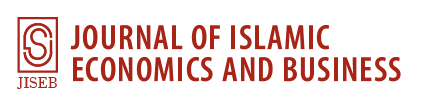 JOURNAL OF ISLAMIC
ECONOMICS AND BUSINESS
JISEB